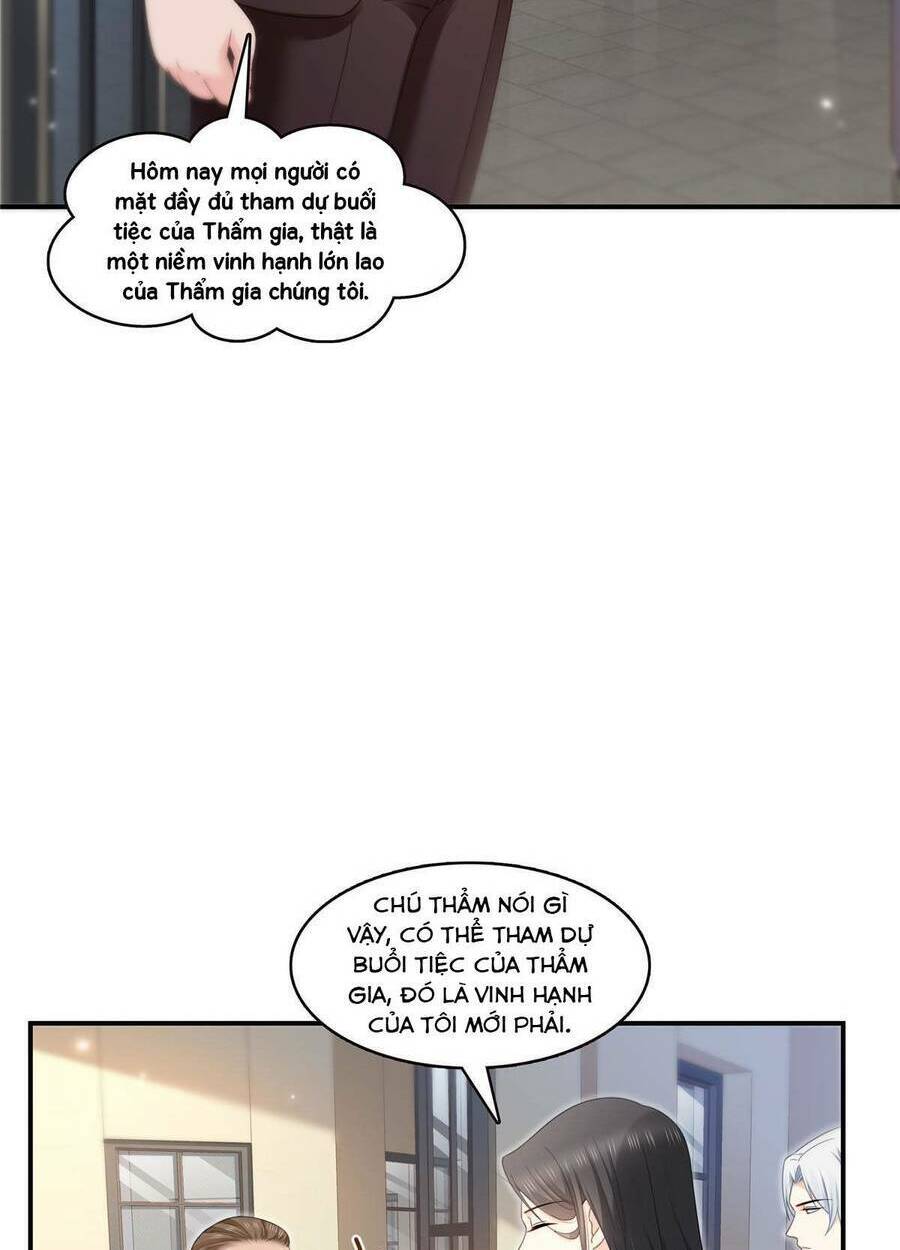 Hôm nay mọi người có
mặt đầy đủ tham dự buổi
tiệc của Thẩm gia, thật là
một niềm vinh hạnh lớn lao
của Thẩm gia chúng tôi.
CHÚ THẨM NÓI GÌ
VẬY, CÓ THỂ THAM DỰ
BUỔI TIỆC CỦA THẨM
GIA, ĐÓ LÀ VINH HẠNH
CỦA TÔI MỚI PHẢI.